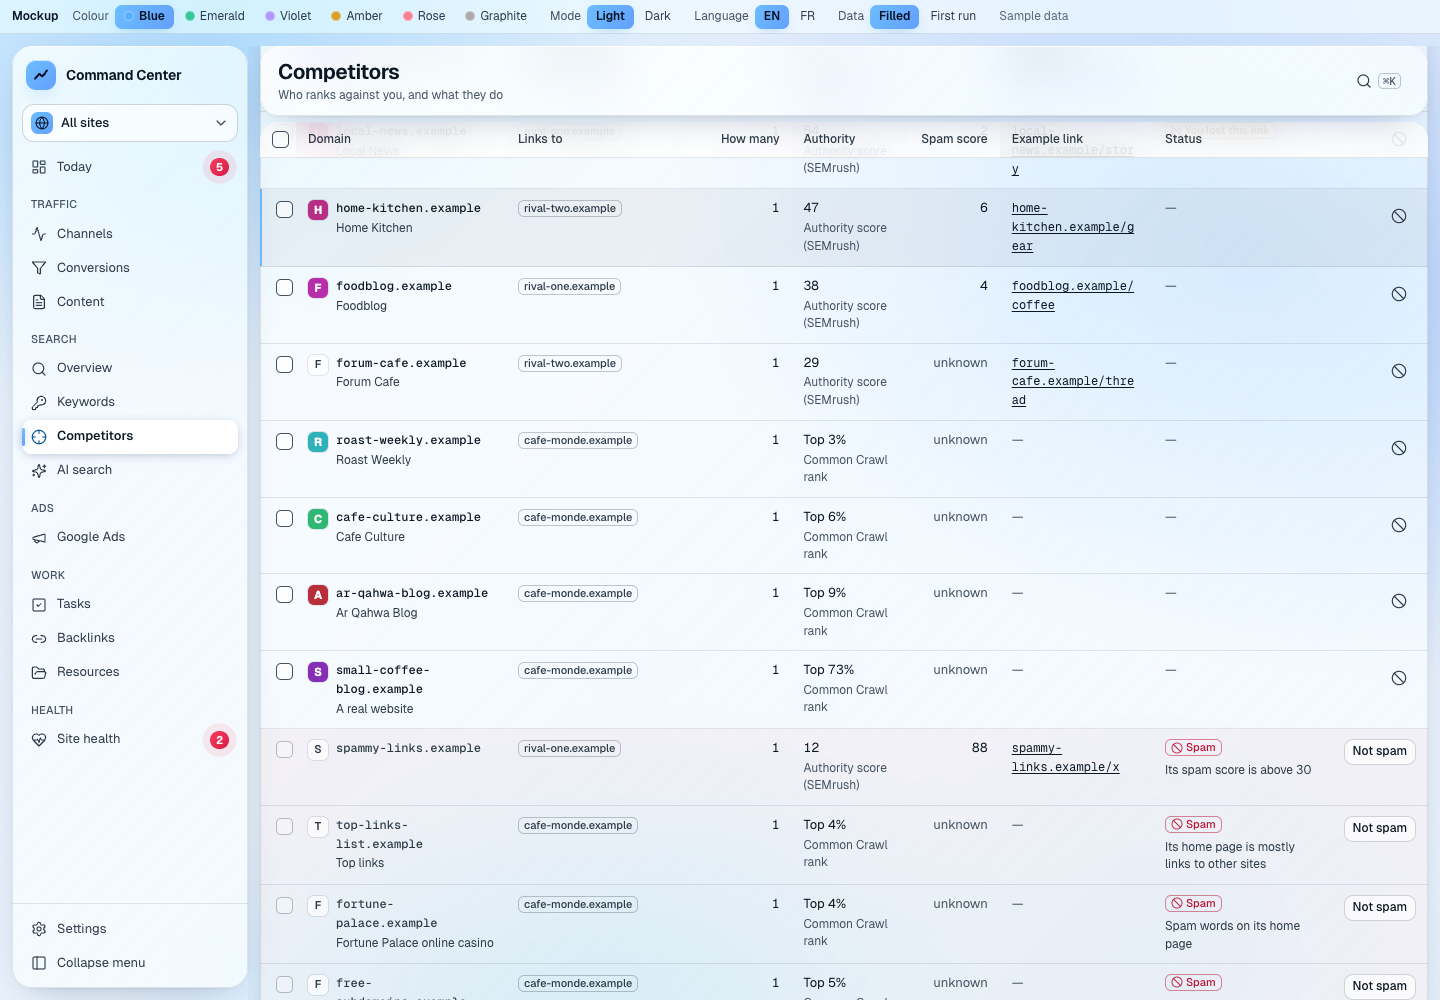 Mockup Colour Blue Emerald Violet Amber Rose Graphite Mode Light Dark Language EN FR Data Filled First run Sample data
Command Center
All sites
Today 5
TRAFFIC
Channels
Conversions
Content
SEARCH
Overview
Keywords
Competitors
AI search
ADS
Google Ads
WORK
Tasks
Backlinks
Resources
HEALTH
Site health 2
Settings
Collapse menu
Competitors
Who ranks against you, and what they do
⌘K
Domain Links to How many Authority Spam score Example link Status
local-news.example
Local News
You lost this link
Authority score
(SEMrush)
news.example/stor
y
home-kitchen.example rival-two.example 1 47 6 home- —
Home Kitchen Authority score kitchen.example/g
(SEMrush) ear
foodblog.example rival-one.example 1 38 4 foodblog.example/ —
Foodblog Authority score coffee
(SEMrush)
forum-cafe.example rival-two.example 1 29 unknown forum- —
Forum Cafe Authority score cafe.example/thre
(SEMrush) ad
roast-weekly.example cafe-monde.example 1 Top 3% unknown — —
Roast Weekly Common Crawl
rank
cafe-culture.example cafe-monde.example 1 Top 6% unknown — —
Cafe Culture Common Crawl
rank
ar-qahwa-blog.example cafe-monde.example 1 Top 9% unknown — —
Ar Qahwa Blog Common Crawl
rank
small-coffee- cafe-monde.example 1 Top 73% unknown — —
blog.example Common Crawl
A real website rank
S spammy-links.example rival-one.example 1 12 88 spammy- Spam Not spam
Authority score links.example/x Its spam score is above 30
(SEMrush)
T top-links- cafe-monde.example 1 Top 4% unknown — Spam Not spam
list.example Common Crawl Its home page is mostly
Top links rank links to other sites
F fortune- cafe-monde.example 1 Top 4% unknown — Spam Not spam
palace.example Common Crawl Spam words on its home
Fortune Palace online casino rank page
F free- cafe-monde.example 1 Top 5% unknown — Spam Not spam